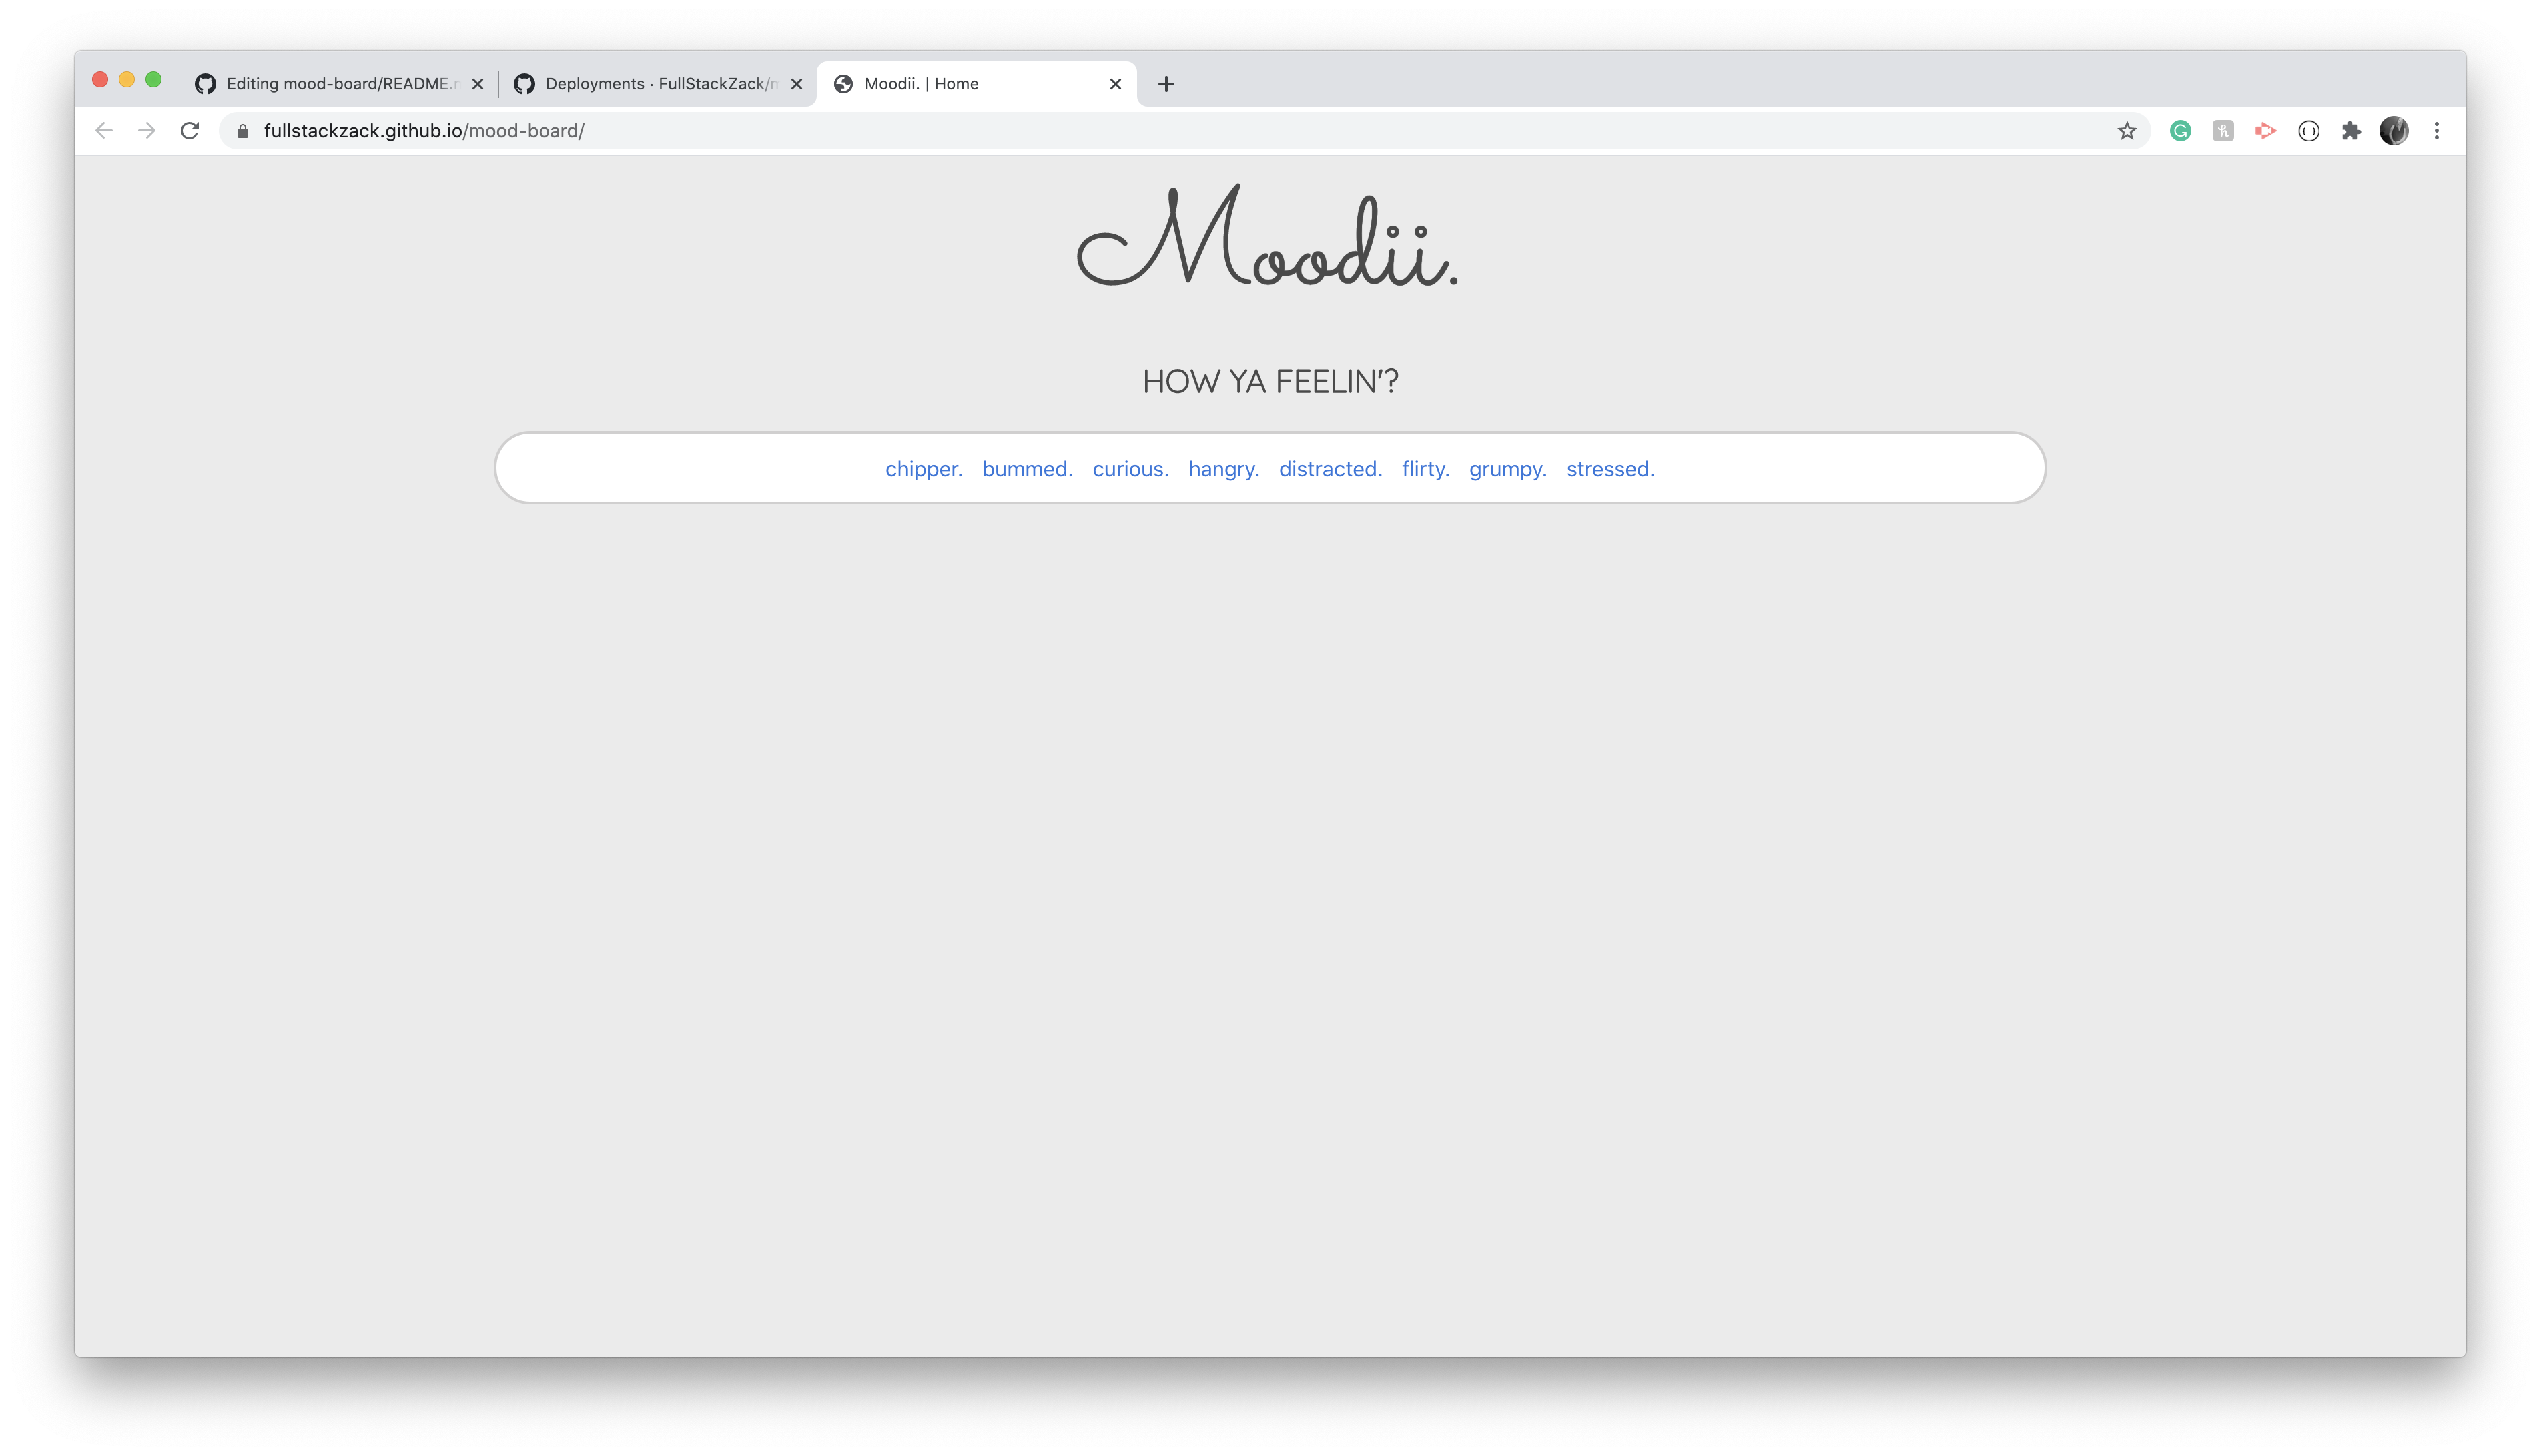 Editing mood-board/README.
Deployments · FullStackZack/
Moodii. | Home
fullstackzack.github.io/mood-board/
Moodii.
HOW YA FEELIN'?
chipper. bummed. curious. hangry. distracted. flirty. grumpy. stressed.